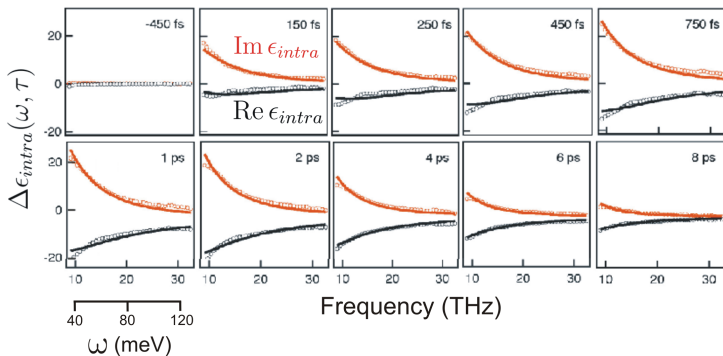 -450 fs
150 fs
250 fs
450 fs
750 fs
Im ϵintra
Re ϵintra
20
0
-20
Δϵintra(ω, τ)
1 ps
2 ps
4 ps
6 ps
8 ps
20
0
-20
10 20 30
10 20 30
10 20 30
10 20 30
10 20 30
40 80 120
ω (meV)
Frequency (THz)